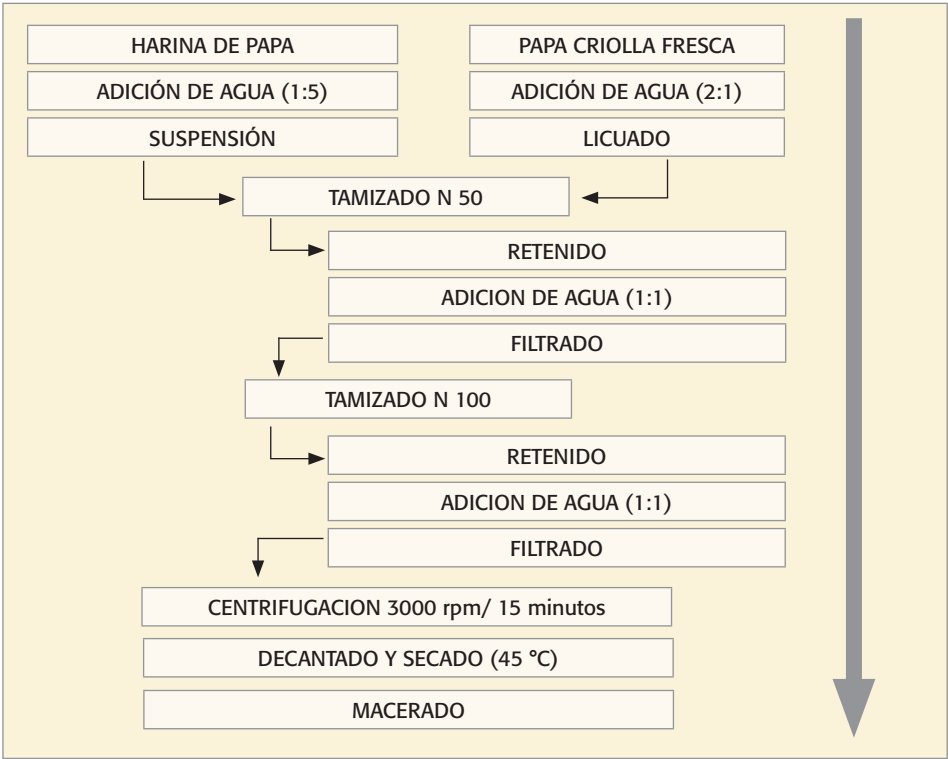 HARINA DE PAPA
ADICIÓN DE AGUA (1:5)
SUSPENSIÓN
PAPA CRIOLLA FRESCA
ADICIÓN DE AGUA (2:1)
LICUADO
TAMIZADO N 50
RETENIDO
ADICION DE AGUA (1:1)
FILTRADO
TAMIZADO N 100
RETENIDO
ADICION DE AGUA (1:1)
FILTRADO
CENTRIFUGACION 3000 rpm/ 15 minutos
DECANTADO Y SECADO (45 °C)
MACERADO